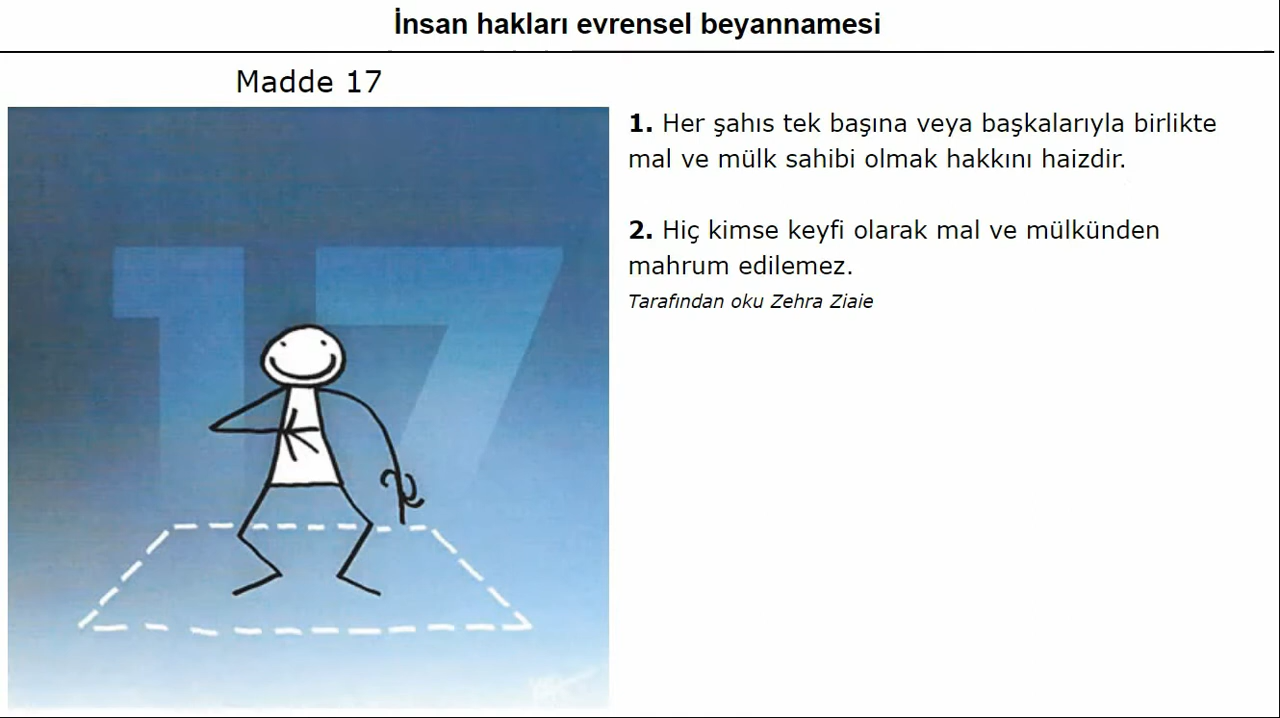 İnsan hakları evrensel beyannamesi
Madde 17
17
1. Her şahıs tek başına veya başkalarıyla birlikte
mal ve mülk sahibi olmak hakkını haizdir.
2. Hiç kimse keyfi olarak mal ve mülkünden
mahrum edilemez.
Tarafından oku Zehra Ziaie